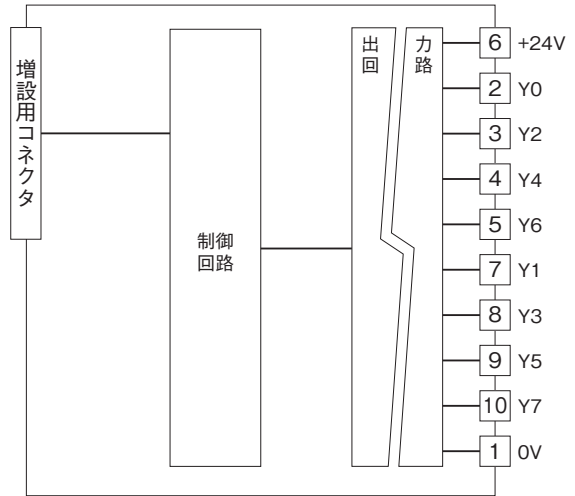 増設用コネクタ
制御
回路
出力
回路
6 +24V
2 Y0
3 Y2
4 Y4
5 Y6
7 Y1
8 Y3
9 Y5
10 Y7
1 0V